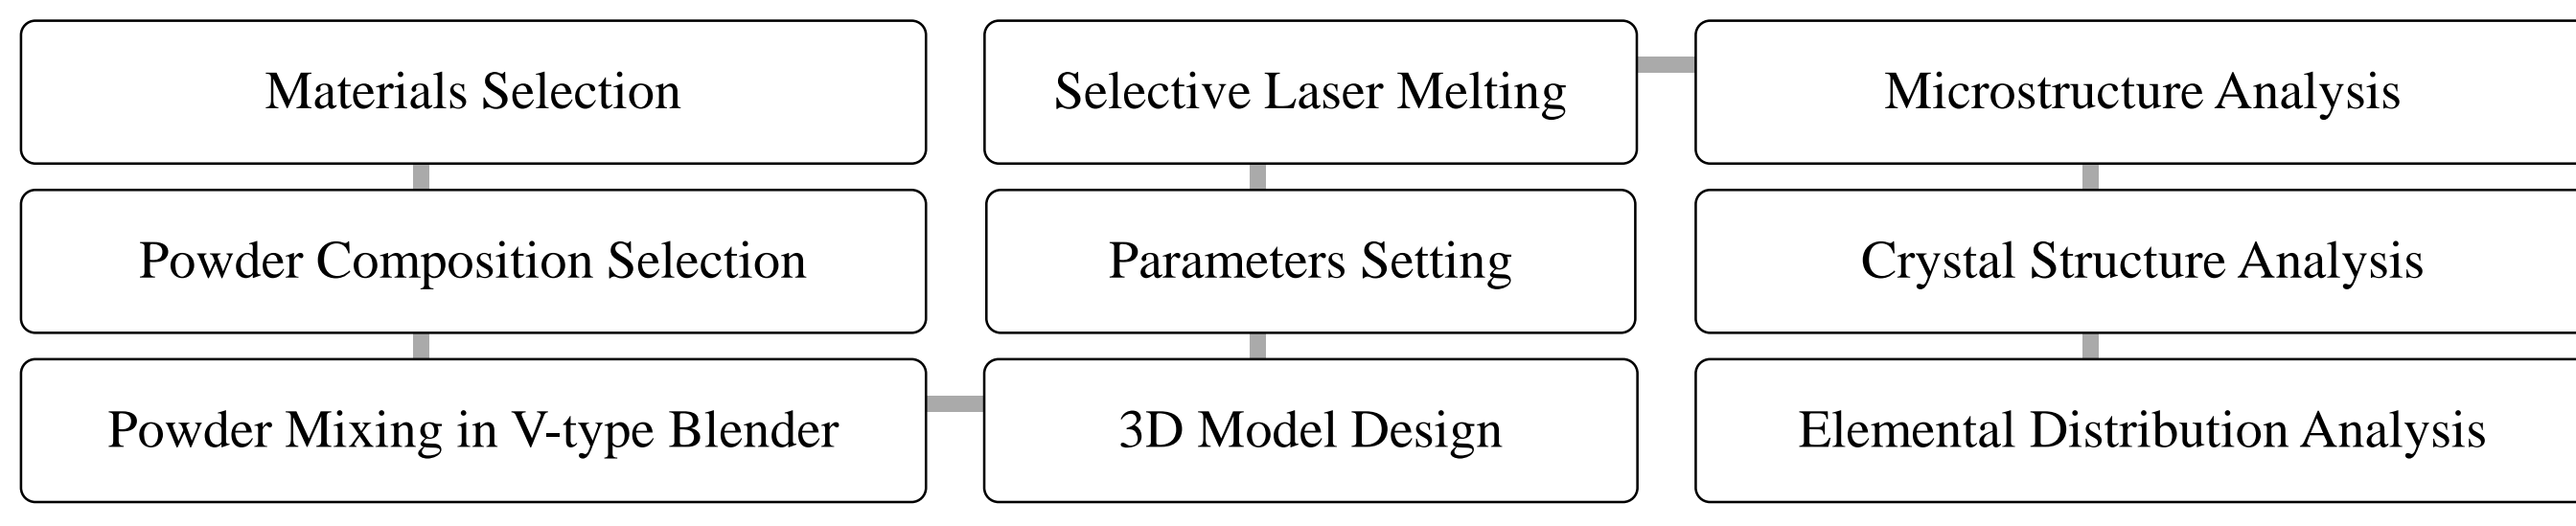 Materials Selection
Powder Composition Selection
Powder Mixing in V-type Blender
Selective Laser Melting
Parameters Setting
3D Model Design
Microstructure Analysis
Crystal Structure Analysis
Elemental Distribution Analysis